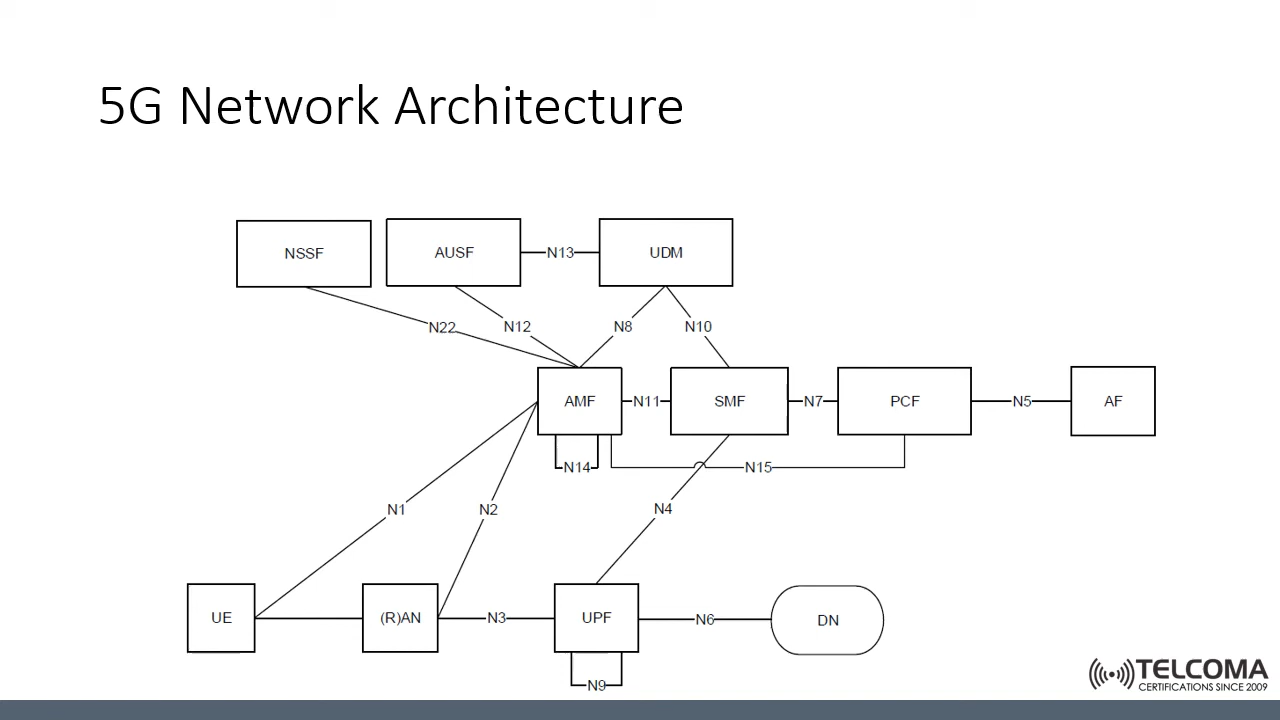 5G Network Architecture
NSSF
AUSF
N13
UDM
N22
N12
N8
N10
AMF
N11
SMF
N7
PCF
N5
AF
N14
N15
N1
N2
N4
UE
(R)AN
N3
UPF
N6
DN
N9
TELCOMA
CERTIFICATIONS SINCE 2009